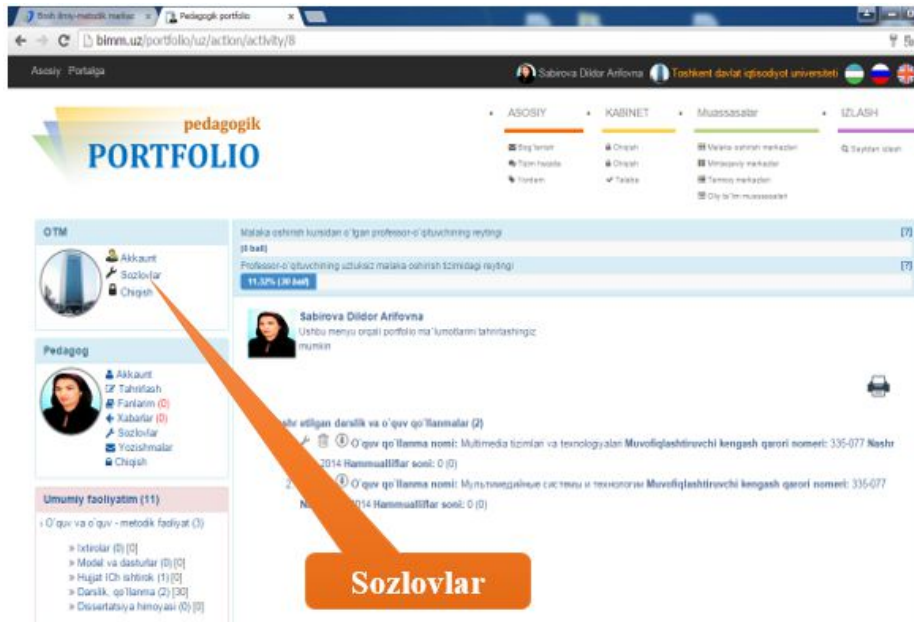 Bosh ilmiy-metodik markaz
Pedagogik portfolio
bimm.uz/portfolio/uz/action/activity/8
Asosiy Portalga
Sabirova Dildor Arifovna Toshkent davlat iqtisodiyot universiteti
pedagogik
PORTFOLIO
ASOSIY
Bog'lanish
Tizim haqida
Yordam
KABINET
Chiqish
Chiqish
Talaba
Muassasalar
Malaka oshirish markazlari
Mintaqaviy markazlar
Tarmoq markazlari
Oliy ta'lim muassasalari
IZLASH
Saytdan izlash
OTM
Akkaunt
Sozlovlar
Chiqish
Pedagog
Akkaunt
Tahrirlash
Fanlarim (0)
Xabarlar (0)
Sozlovlar
Yozishmalar
Chiqish
Umumiy faoliyatim (11)
› O`quv va o`quv - metodik faoliyat (3)
» Ixtirolar (0) [0]
» Model va dasturlar (0) [0]
» Hujjat ICh ishtirok (1) [0]
» Darslik, qo`llanma (2) [30]
» Dissertatsiya himoyasi (0) [0]
Malaka oshirish kursidan o`tgan professor-o`qituvchining reytingi [?]
(0 ball)
Professor-o`qituvchining uzluksiz malaka oshirish tizimidagi reytingi [?]
11.32% (30 ball)
Sabirova Dildor Arifovna
Ushbu menyu orqali portfolio ma`lumotlarini tahrirlashingiz
mumkin
etilgan darslik va o`quv qo`llanmalar (2)
O`quv qo`llanma nomi: Multimedia tizimlari va texnologiyalari Muvofiqlashtiruvchi kengash qarori nomeri: 335-077 Nashr
2014 Hammualliflar soni: 0 (0)
2. O`quv qo`llanma nomi: Мультимедийные системы и технологии Muvofiqlashtiruvchi kengash qarori nomeri: 335-077
2014 Hammualliflar soni: 0 (0)
Sozlovlar